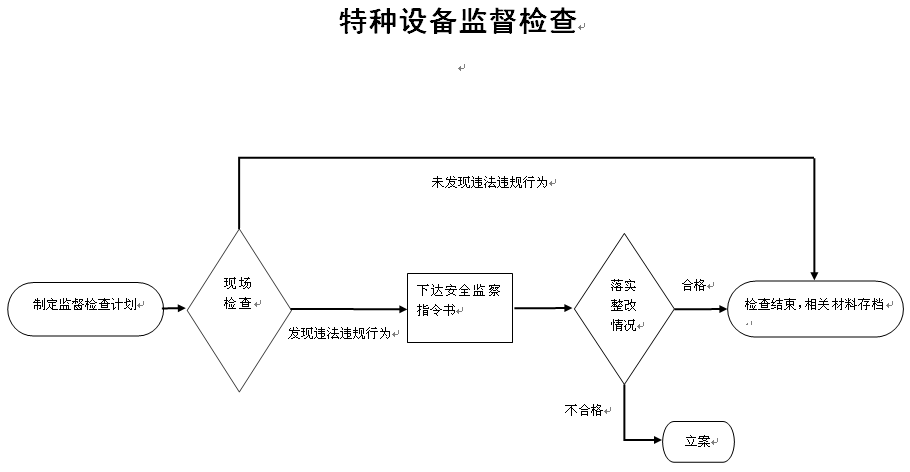 特种设备监督检查
未发现违法违规行为
制定监督检查计划
现场
检查
发现违法违规行为
下达安全监察
指令书
落实
整改
情况
合格
检查结束，相关材料存档
不合格
立案